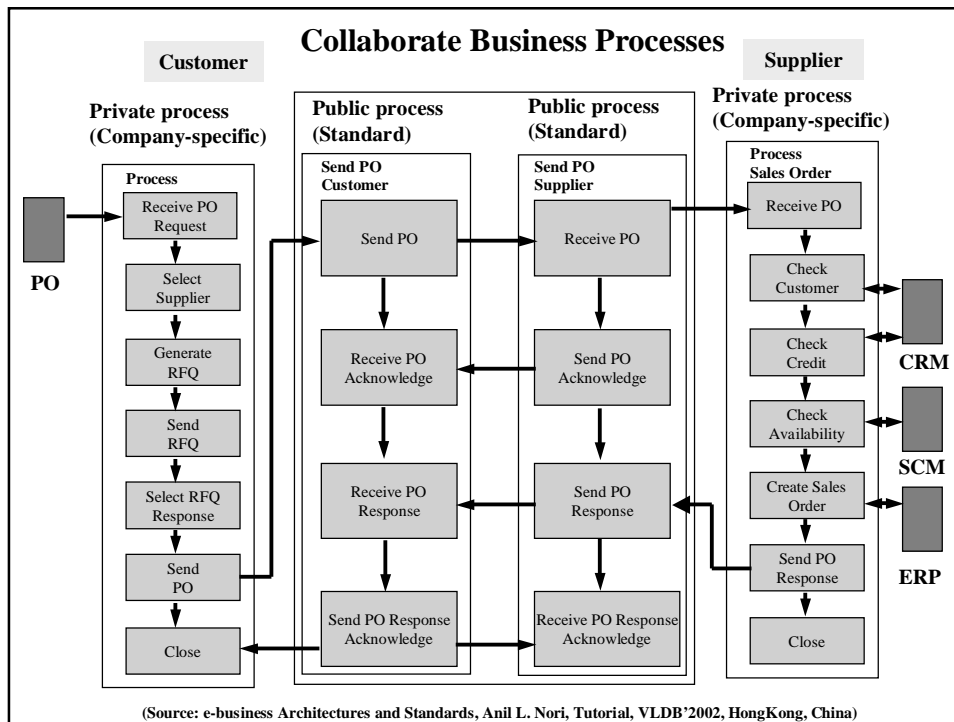 Collaborate Business Processes
Customer
Supplier
Private process
(Company-specific)
Public process
(Standard)
Public process
(Standard)
Private process
(Company-specific)
PO
Process
Receive PO
Request
Select
Supplier
Generate
RFQ
Send
RFQ
Select RFQ
Response
Send
PO
Close
Send PO
Customer
Send PO
Receive PO
Acknowledge
Receive PO
Response
Send PO Response
Acknowledge
Send PO
Supplier
Receive PO
Send PO
Acknowledge
Send PO
Response
Receive PO Response
Acknowledge
Process
Sales Order
Receive PO
Check
Customer
Check
Credit
Check
Availability
Create Sales
Order
Send PO
Response
Close
CRM
SCM
ERP
(Source: e-business Architectures and Standards, Anil L. Nori, Tutorial, VLDB'2002, HongKong, China)